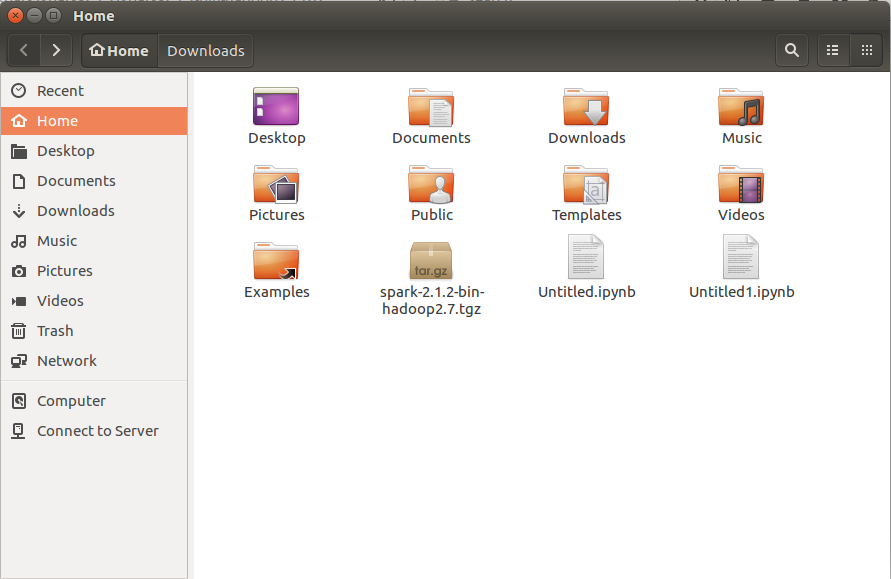 Home
Home
Downloads
Recent
Home
Desktop
Documents
Downloads
Music
Pictures
Videos
Trash
Network
Computer
Connect to Server
Desktop
Documents
Downloads
Music
Pictures
Public
Templates
Videos
Examples
tar.gz
spark-2.1.2-bin-
hadoop2.7.tgz
Untitled.ipynb
Untitled1.ipynb